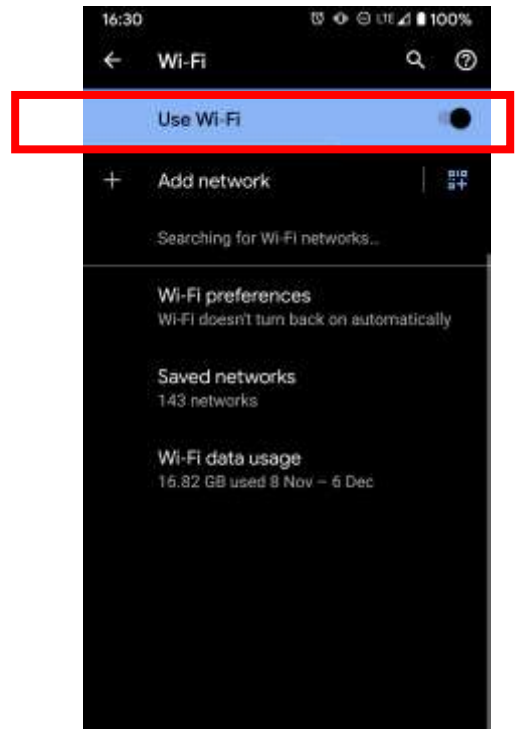 16:30 LTE 100%
Wi-Fi
Use Wi-Fi
Add network
Searching for Wi-Fi networks…
Wi-Fi preferences
Wi-Fi doesn't turn back on automatically
Saved networks
143 networks
Wi-Fi data usage
16.82 GB used 8 Nov – 6 Dec